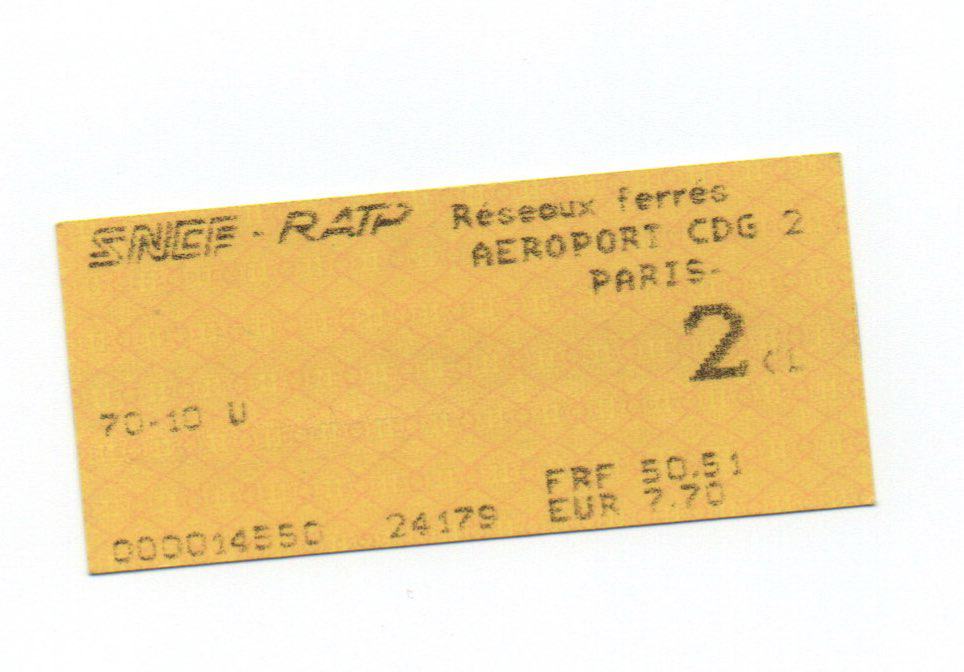 SNCF - RATP Réseaux ferrés
AEROPORT CDG 2
PARIS-
2 CL
70-10 U
FRF 50.51
000014550 24179 EUR 7.70